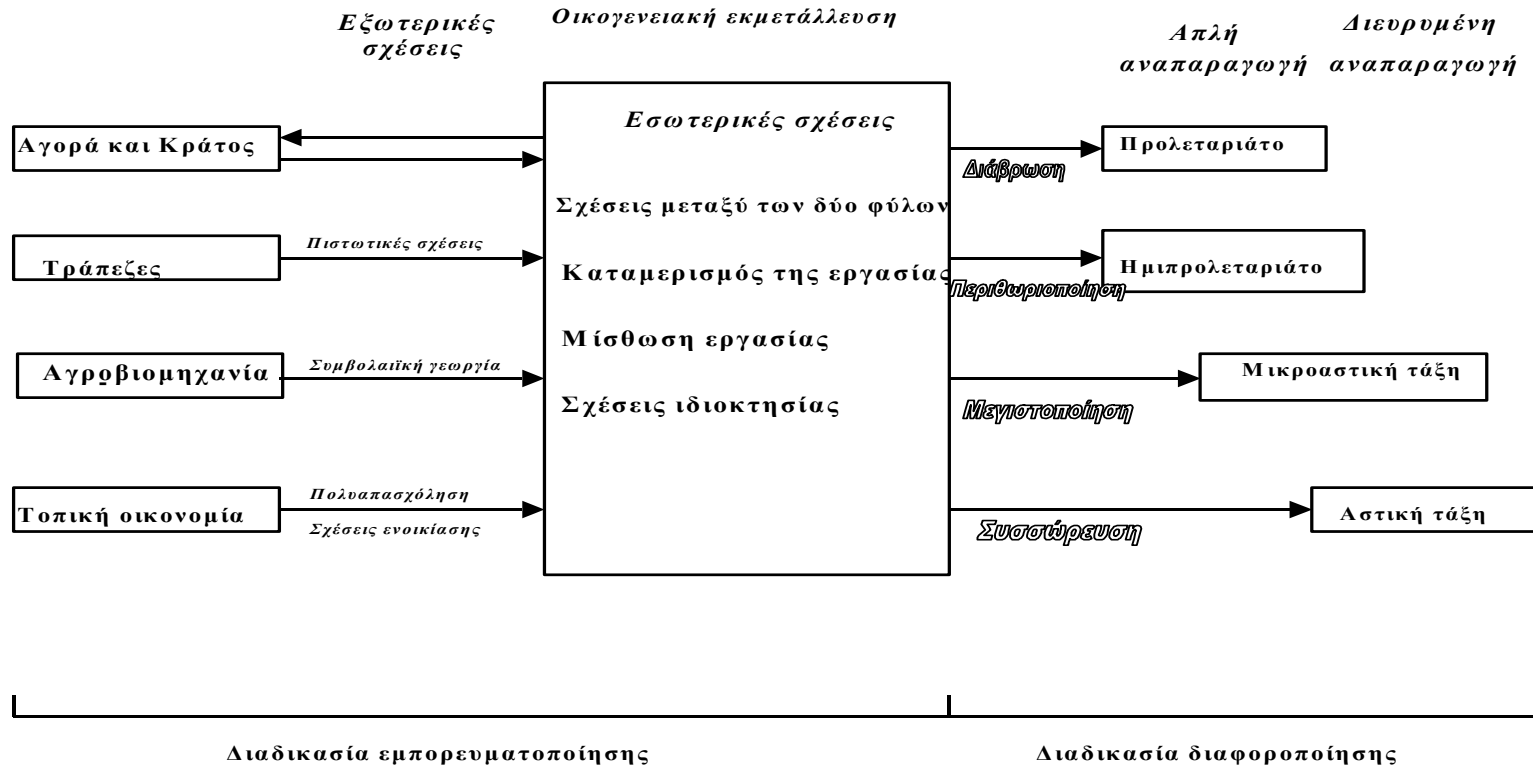 Εξωτερικές
σχέσεις
Οικογενειακή εκμετάλλευση
Απλή
αναπαραγωγή
Διευρυμένη
αναπαραγωγή
Αγορά και Κράτος
Τράπεζες
Πιστωτικές σχέσεις
Αγροβιομηχανία
Συμβολαιϊκή γεωργία
Τοπική οικονομία
Πολυαπασχόληση
Σχέσεις ενοικίασης
Εσωτερικές σχέσεις
Σχέσεις μεταξύ των δύο φύλων
Καταμερισμός της εργασίας
Μίσθωση εργασίας
Σχέσεις ιδιοκτησίας
Διάβρωση
Προλεταριάτο
Περιθωριοποίηση
Ημιπρολεταριάτο
Μεγιστοποίηση
Μικροαστική τάξη
Συσσώρευση
Αστική τάξη
Διαδικασία εμπορευματοποίησης
Διαδικασία διαφοροποίησης